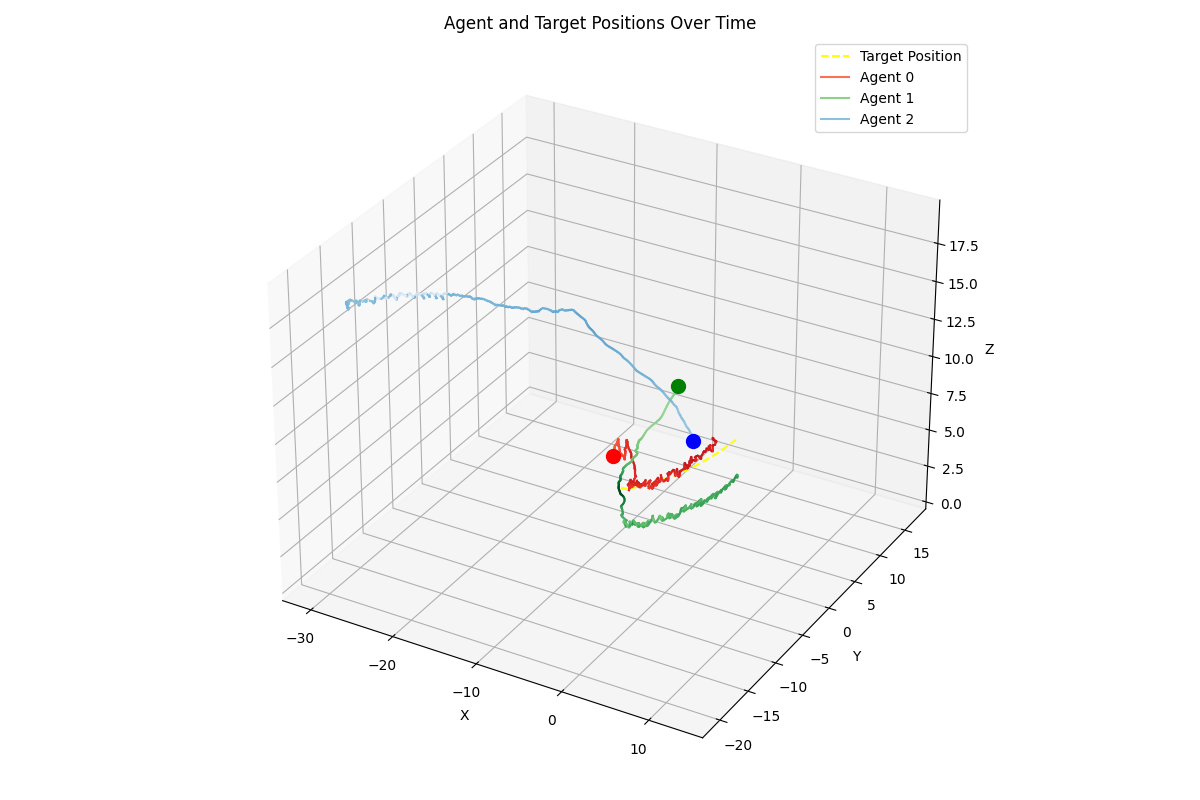 Agent and Target Positions Over Time
Target Position
Agent 0
Agent 1
Agent 2
17.5
15.0
12.5
10.0
7.5
5.0
2.5
0.0
Z
15
10
5
0
−5
−10
−15
−20
Y
−30
−20
−10
0
10
X